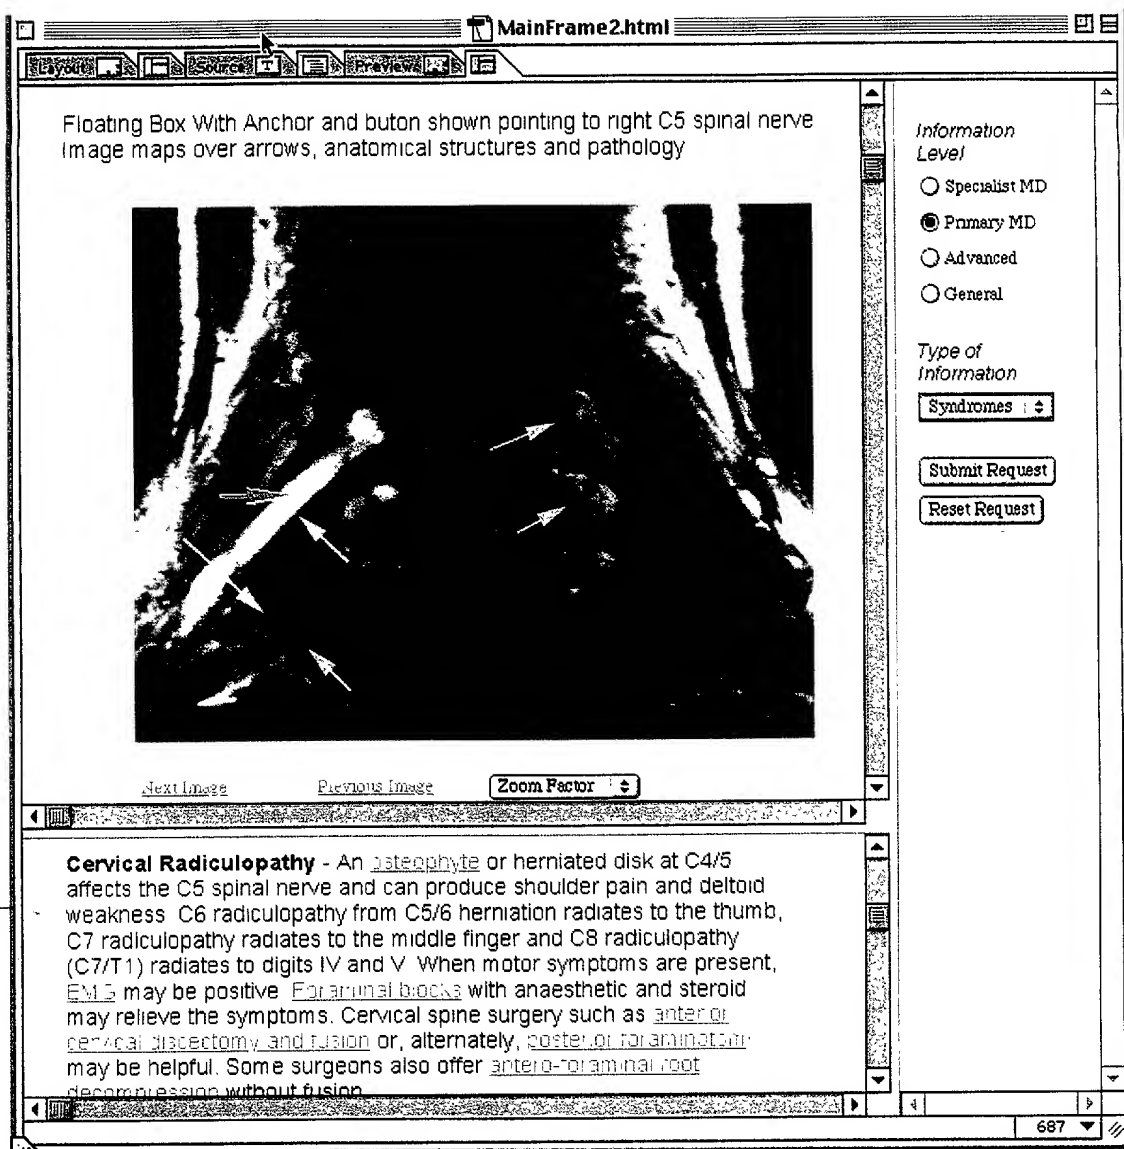 MainFrame2.html
Layout
Source
T
Preview
Floating Box With Anchor and buton shown pointing to right C5 spinal nerve
Image maps over arrows, anatomical structures and pathology
Next Image
Previous Image
Zoom Factor
Information
Level
Specialist MD
Primary MD
Advanced
General
Type of
Information
Syndromes
Submit Request
Reset Request
Cervical Radiculopathy - An osteophyte or herniated disk at C4/5
affects the C5 spinal nerve and can produce shoulder pain and deltoid
weakness C6 radiculopathy from C5/6 herniation radiates to the thumb,
C7 radiculopathy radiates to the middle finger and C8 radiculopathy
(C7/T1) radiates to digits IV and V When motor symptoms are present,
EMG may be positive Foraminal blocks with anaesthetic and steroid
may relieve the symptoms. Cervical spine surgery such as anterior
cervical discectomy and fusion or, alternately, posterior foraminotomy
may be helpful. Some surgeons also offer antero-foraminal root
decompression without fusion
687